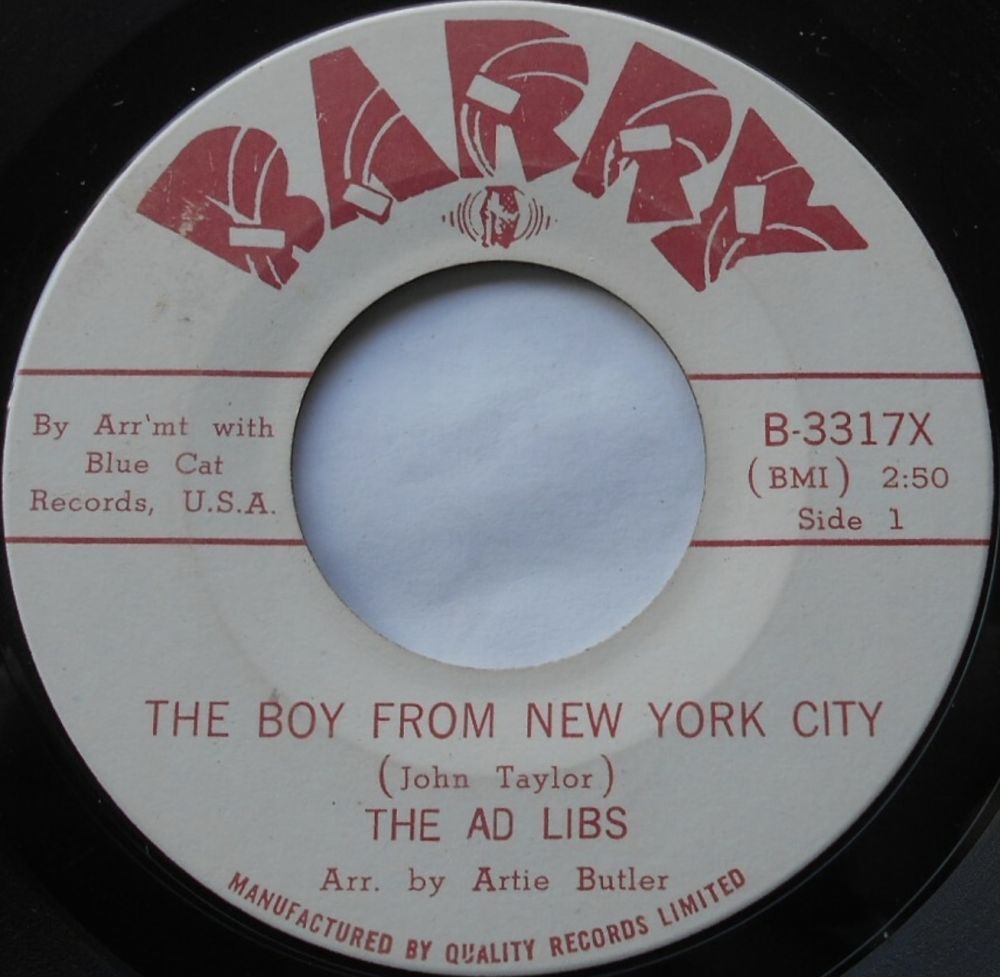 BARRY
By Arr'mt with
Blue Cat
Records, U.S.A.
B-3317X
(BMI) 2:50
Side 1
THE BOY FROM NEW YORK CITY
(John Taylor)
THE AD LIBS
Arr. by Artie Butler
MANUFACTURED BY QUALITY RECORDS LIMITED